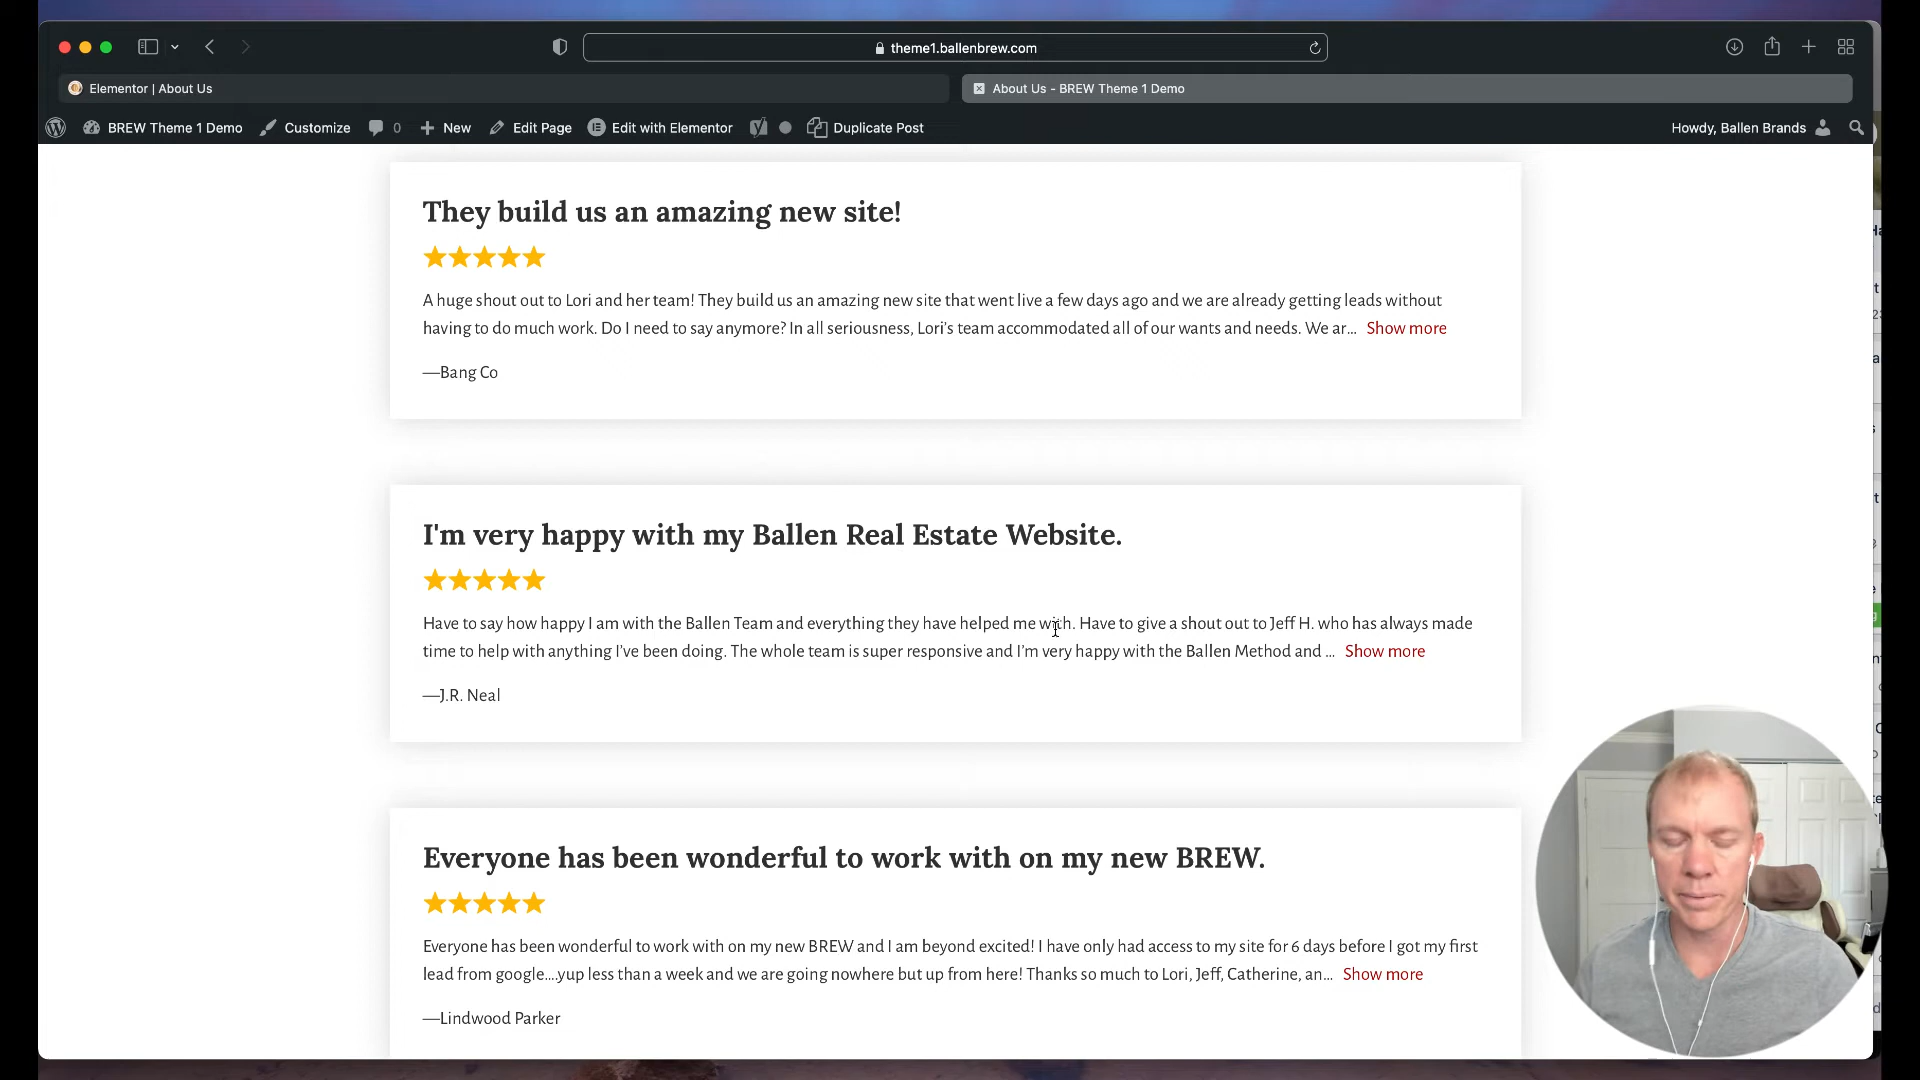 theme1.ballenbrew.com
Elementor | About Us
About Us - BREW Theme 1 Demo
BREW Theme 1 Demo
Customize
0
New
Edit Page
Edit with Elementor
Duplicate Post
Howdy, Ballen Brands
They build us an amazing new site!
A huge shout out to Lori and her team! They build us an amazing new site that went live a few days ago and we are already getting leads without
having to do much work. Do I need to say anymore? In all seriousness, Lori's team accommodated all of our wants and needs. We ar... Show more
—Bang Co
I'm very happy with my Ballen Real Estate Website.
Have to say how happy I am with the Ballen Team and everything they have helped me with. Have to give a shout out to Jeff H. who has always made
time to help with anything I've been doing. The whole team is super responsive and I'm very happy with the Ballen Method and ... Show more
—J.R. Neal
Everyone has been wonderful to work with on my new BREW.
Everyone has been wonderful to work with on my new BREW and I am beyond excited! I have only had access to my site for 6 days before I got my first
lead from google....yup less than a week and we are going nowhere but up from here! Thanks so much to Lori, Jeff, Catherine, an... Show more
—Lindwood Parker